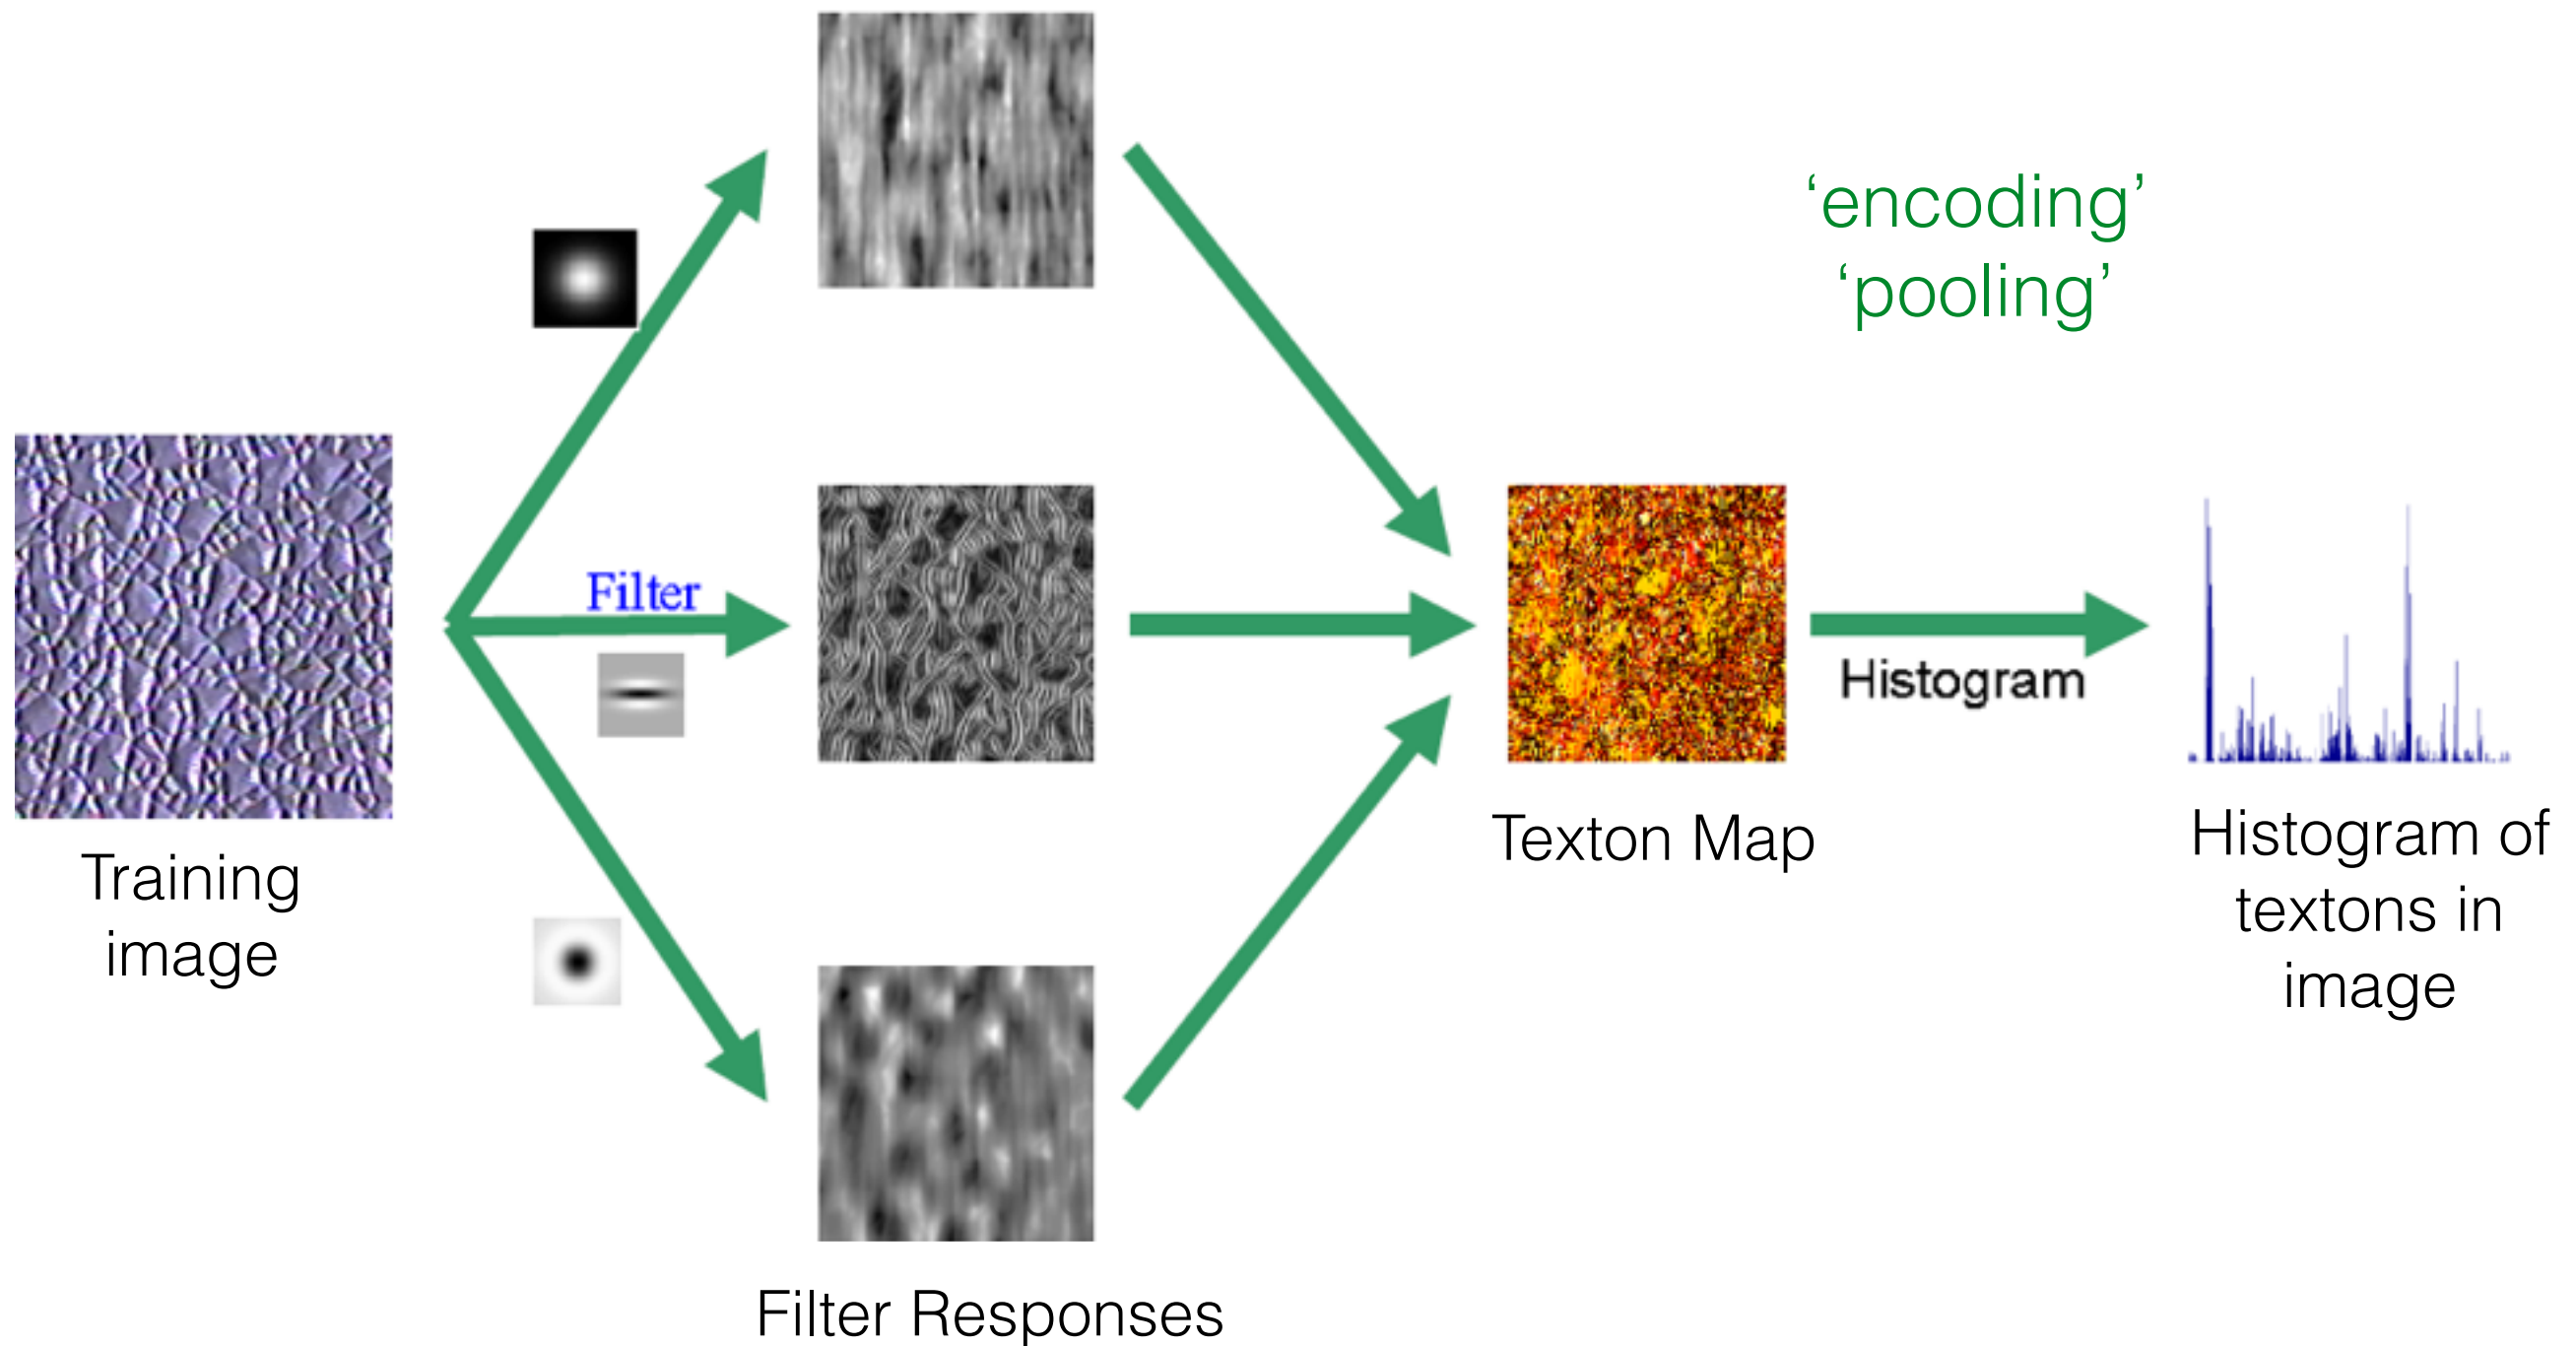 ‘encoding’
‘pooling’
Filter
Histogram
Training
image
Texton Map
Histogram of
textons in
image
Filter Responses